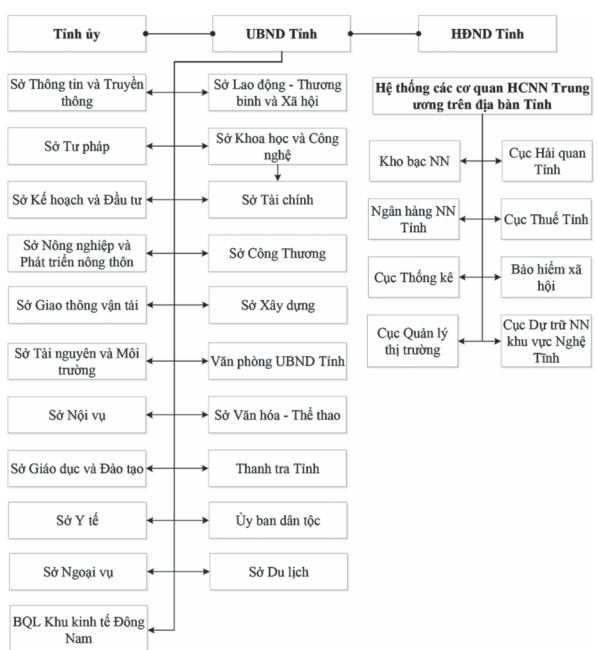 Tỉnh ủy
UBND Tỉnh
HĐND Tỉnh
Sở Thông tin và Truyền
thông
Sở Lao động - Thương
binh và Xã hội
Sở Tư pháp
Sở Khoa học và Công
nghệ
Sở Kế hoạch và Đầu tư
Sở Tài chính
Sở Nông nghiệp và
Phát triển nông thôn
Sở Công Thương
Sở Giao thông vận tải
Sở Xây dựng
Sở Tài nguyên và Môi
trường
Văn phòng UBND Tỉnh
Sở Nội vụ
Sở Văn hóa - Thể thao
Sở Giáo dục và Đào tạo
Thanh tra Tỉnh
Sở Y tế
Ủy ban dân tộc
Sở Ngoại vụ
Sở Du lịch
BQL Khu kinh tế Đông
Nam
Hệ thống các cơ quan HCNN Trung
ương trên địa bàn Tỉnh
Kho bạc NN
Cục Hải quan
Tỉnh
Ngân hàng NN
Tỉnh
Cục Thuế Tỉnh
Cục Thống kê
Bảo hiểm xã
hội
Cục Quản lý
thị trường
Cục Dự trữ NN
khu vực Nghệ
Tĩnh